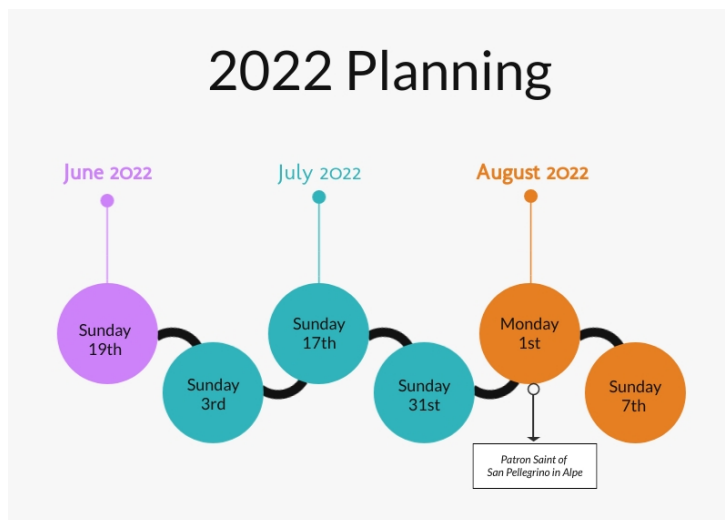 2022 Planning
June 2022
July 2022
August 2022
Sunday
19th
Sunday
3rd
Sunday
17th
Sunday
31st
Monday
1st
Sunday
7th
Patron Saint of
San Pellegrino in Alpe